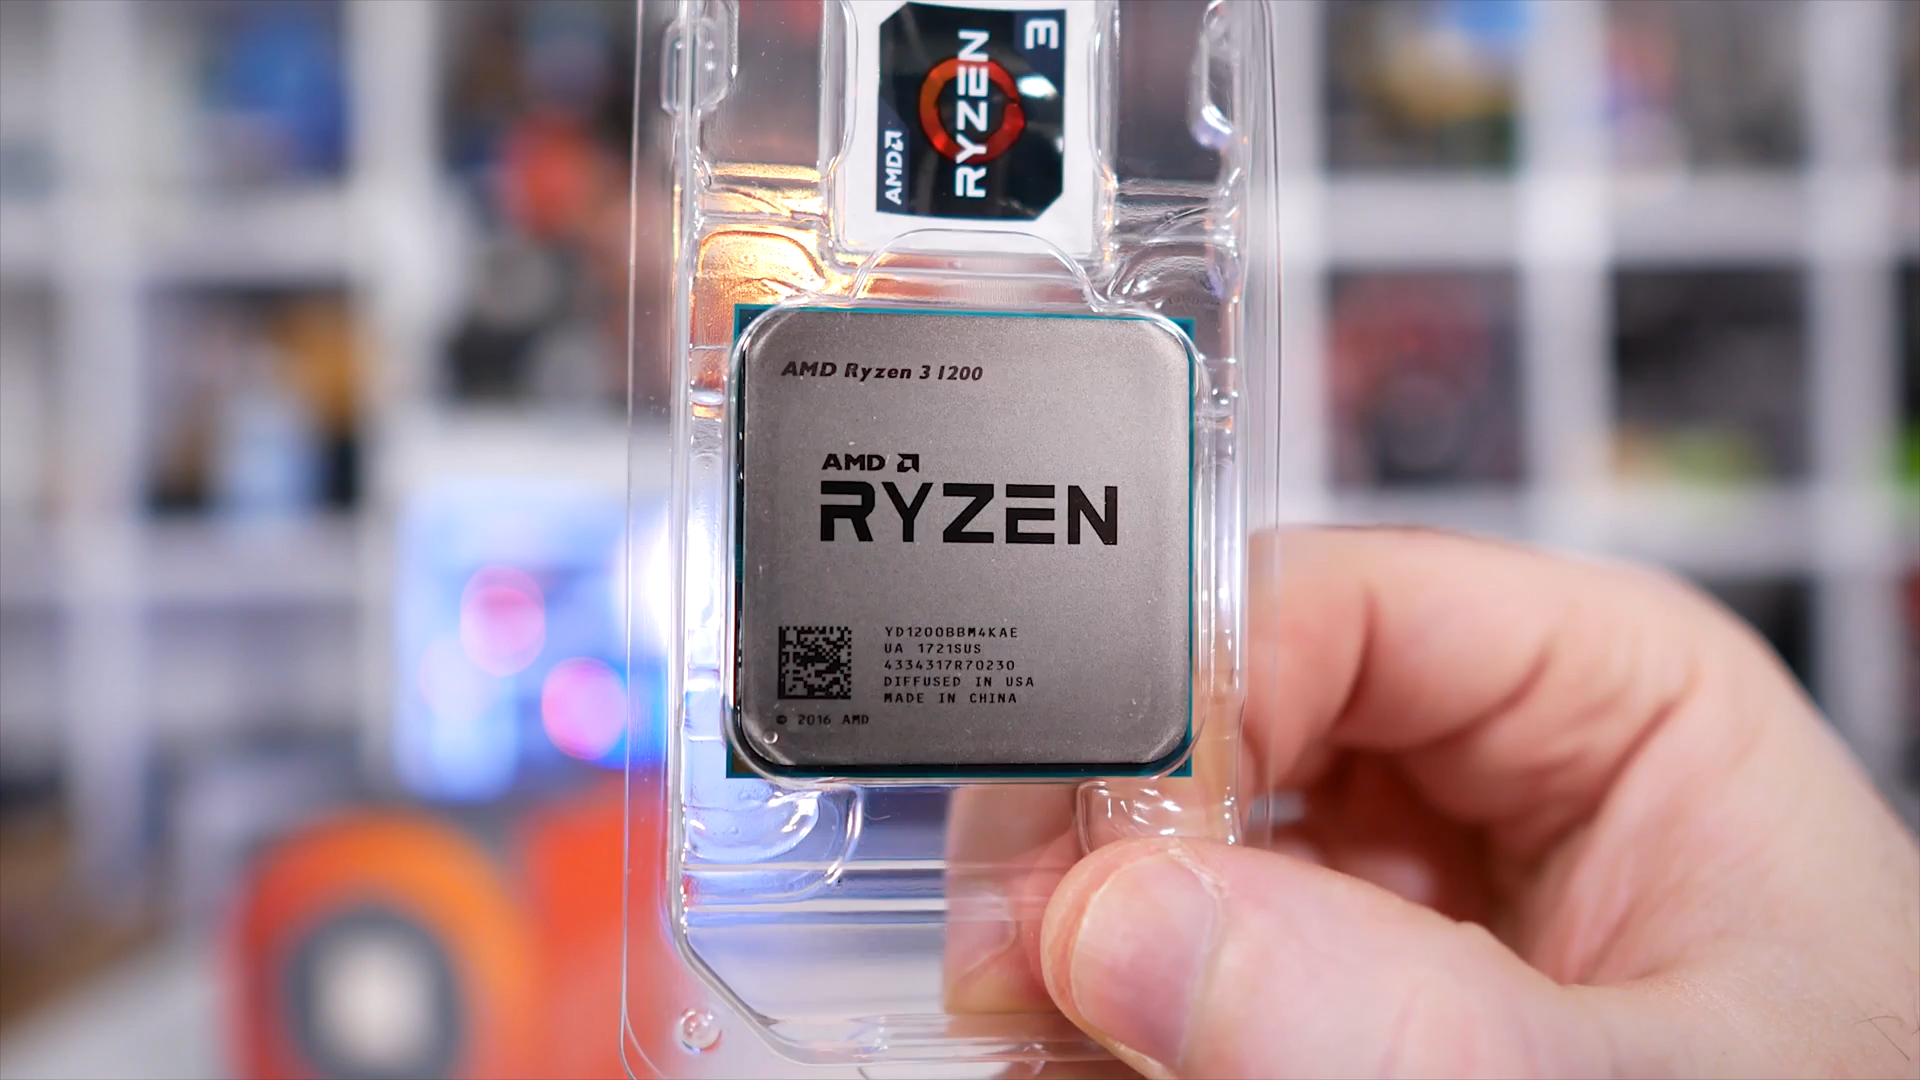 AMD
RYZEN
3
AMD Ryzen 3 1200
AMD
RYZEN
YD1200BBM4KAE
UA 1721SUS
4334317R70230
DIFFUSED IN USA
MADE IN CHINA
© 2016 AMD